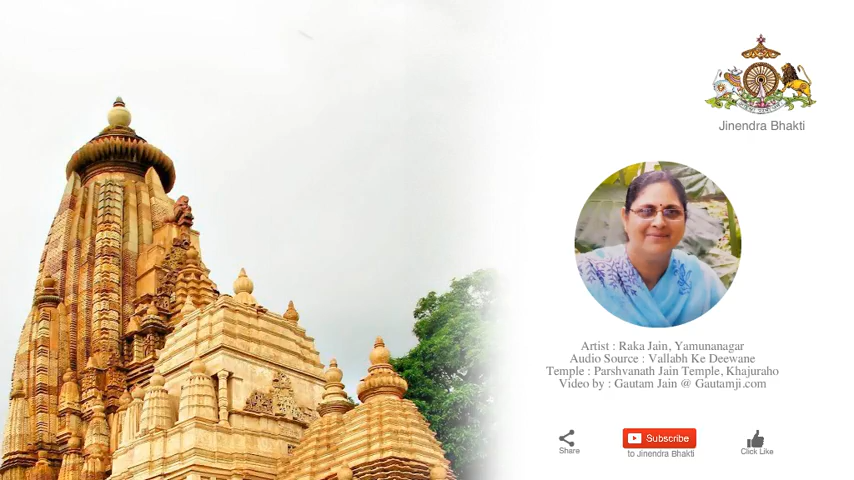 Jinendra Bhakti
Artist : Raka Jain, Yamunanagar
Audio Source : Vallabh Ke Deewane
Temple : Parshvanath Jain Temple, Khajuraho
Video by : Gautam Jain @ Gautamji.com
Share
Subscribe
to Jinendra Bhakti
Click Like